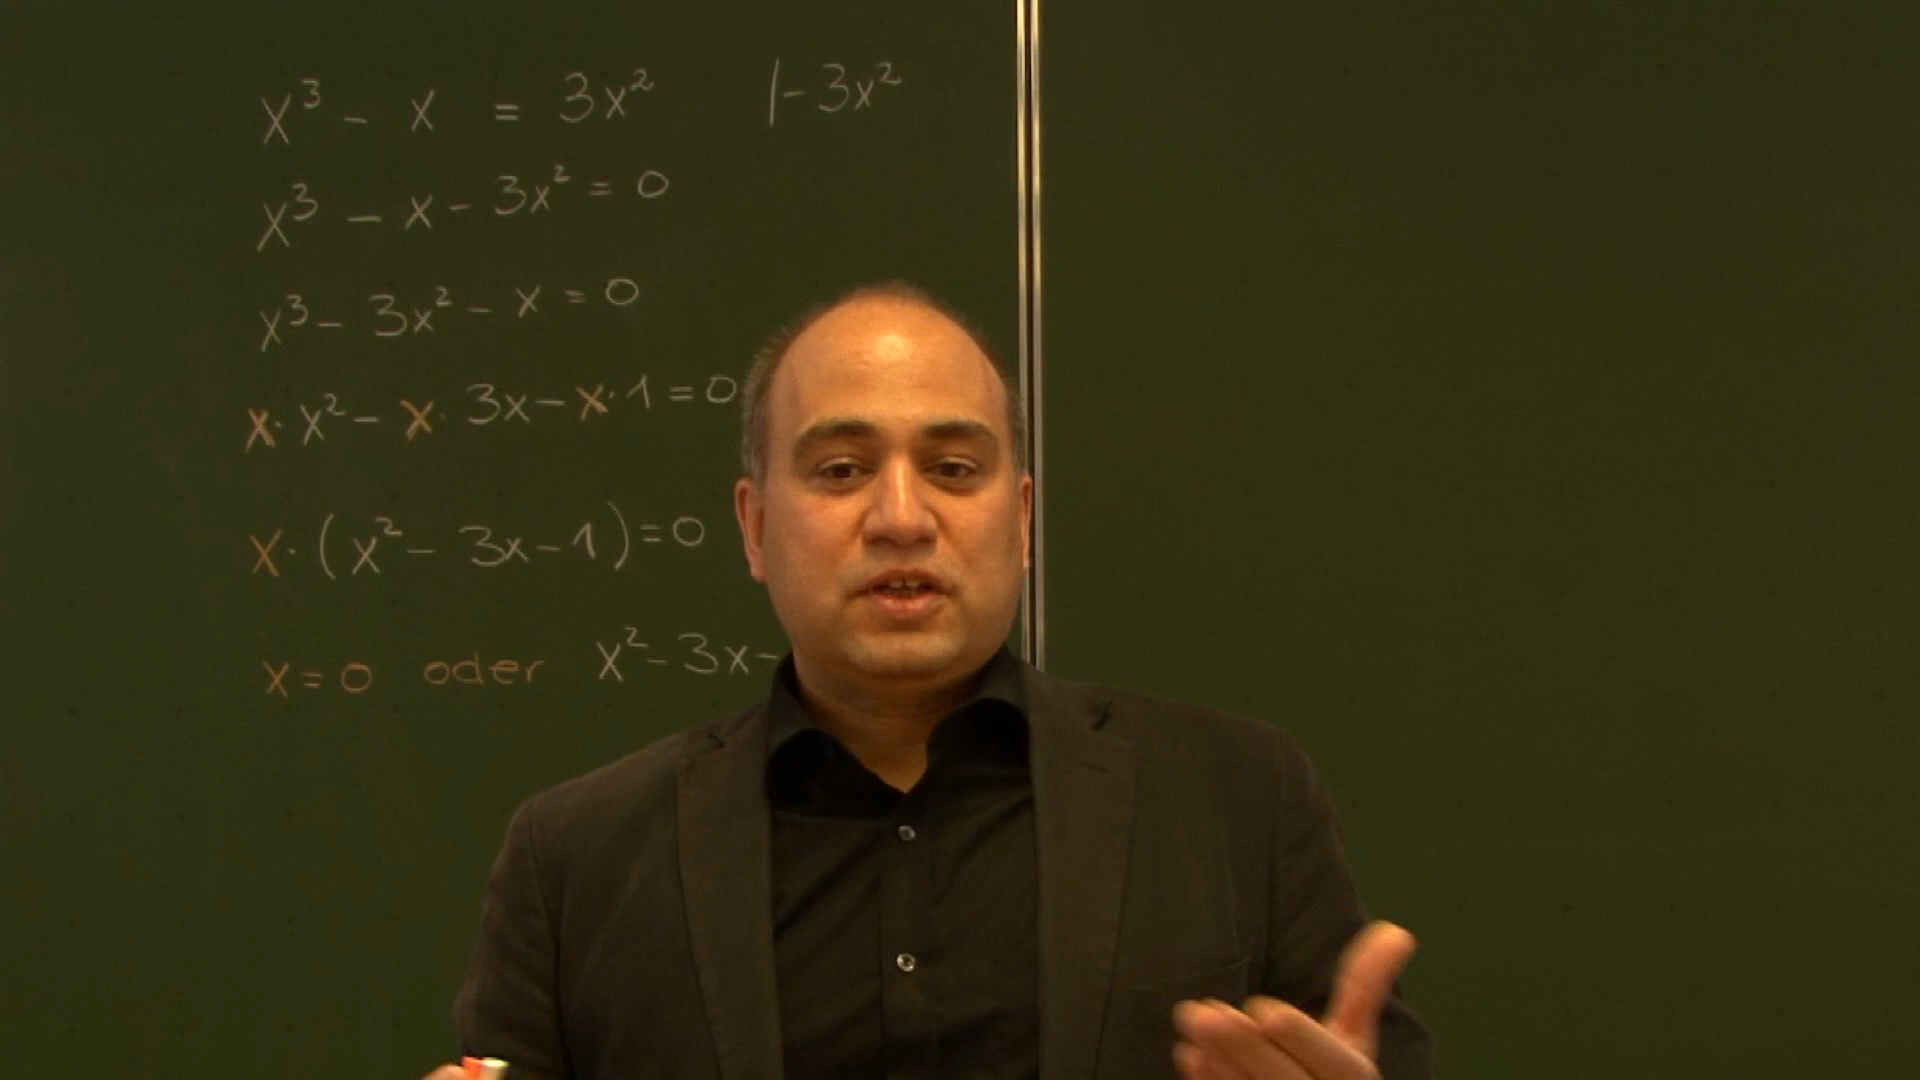 x³ - x = 3x² |-3x²
x³ - x - 3x² = 0
x³ - 3x² - x = 0
x · x² - x · 3x - x · 1 = 0
x · (x² - 3x - 1) = 0
x = 0 oder x² - 3x -